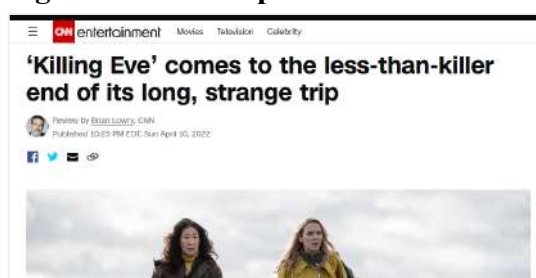 CNN entertainment Movies Television Celebrity
‘Killing Eve’ comes to the less-than-killer
end of its long, strange trip
Review by Brian Lowry, CNN
Published 10:25 PM EDT, Sun April 10, 2022